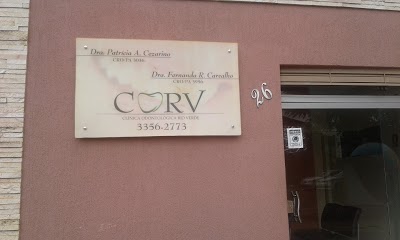 Dra. Patrícia A. Cezarino
Dra. Fernanda R. Carvalho
CORV
CLÍNICA ODONTOLÓGICA RIO VERDE
3356-2773
26